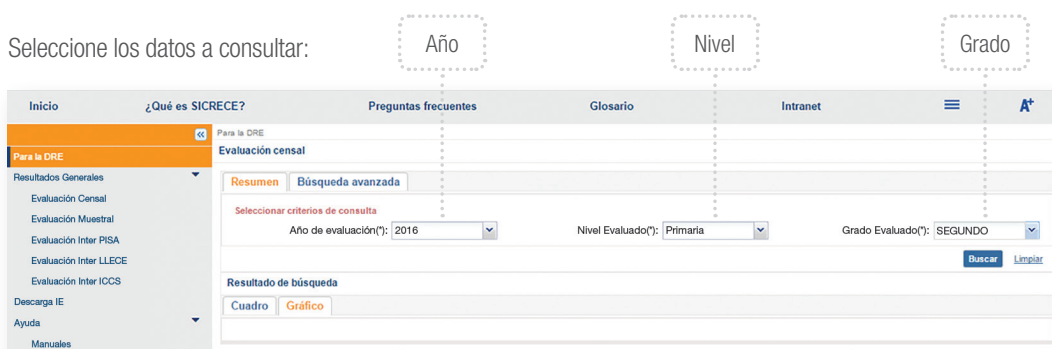 Seleccione los datos a consultar:
Año
Nivel
Grado
Inicio
¿Qué es SICRECE?
Preguntas frecuentes
Glosario
Intranet
A+
Para la DRE
Resultados Generales
Evaluación Censal
Evaluación Muestral
Evaluación Inter PISA
Evaluación Inter LLECE
Evaluación Inter ICCS
Descarga IE
Ayuda
Manuales
Para la DRE
Evaluación censal
Resumen Búsqueda avanzada
Seleccionar criterios de consulta
Año de evaluación(*): 2016 Nivel Evaluado(*): Primaria Grado Evaluado(*): SEGUNDO
Buscar Limpiar
Resultado de búsqueda
Cuadro Gráfico